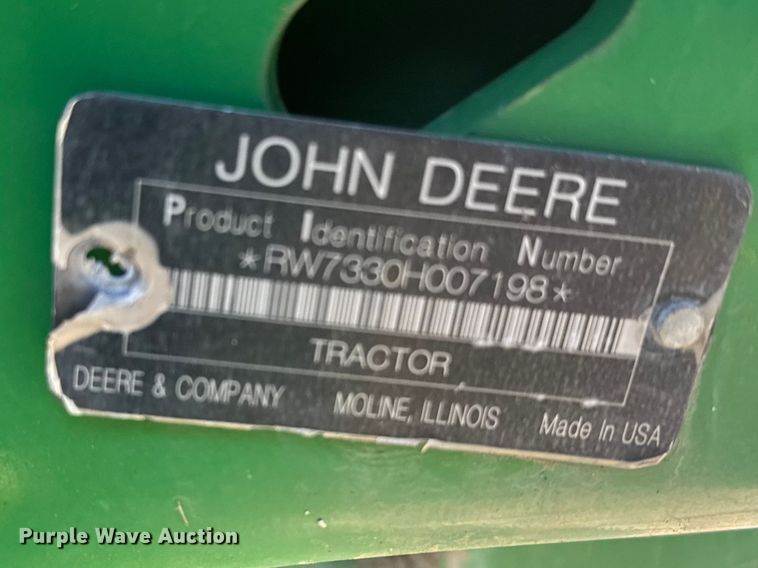 JOHN DEERE
Product Identification Number
*RW7330H007198*
TRACTOR
DEERE & COMPANY MOLINE, ILLINOIS Made In USA
Purple Wave Auction